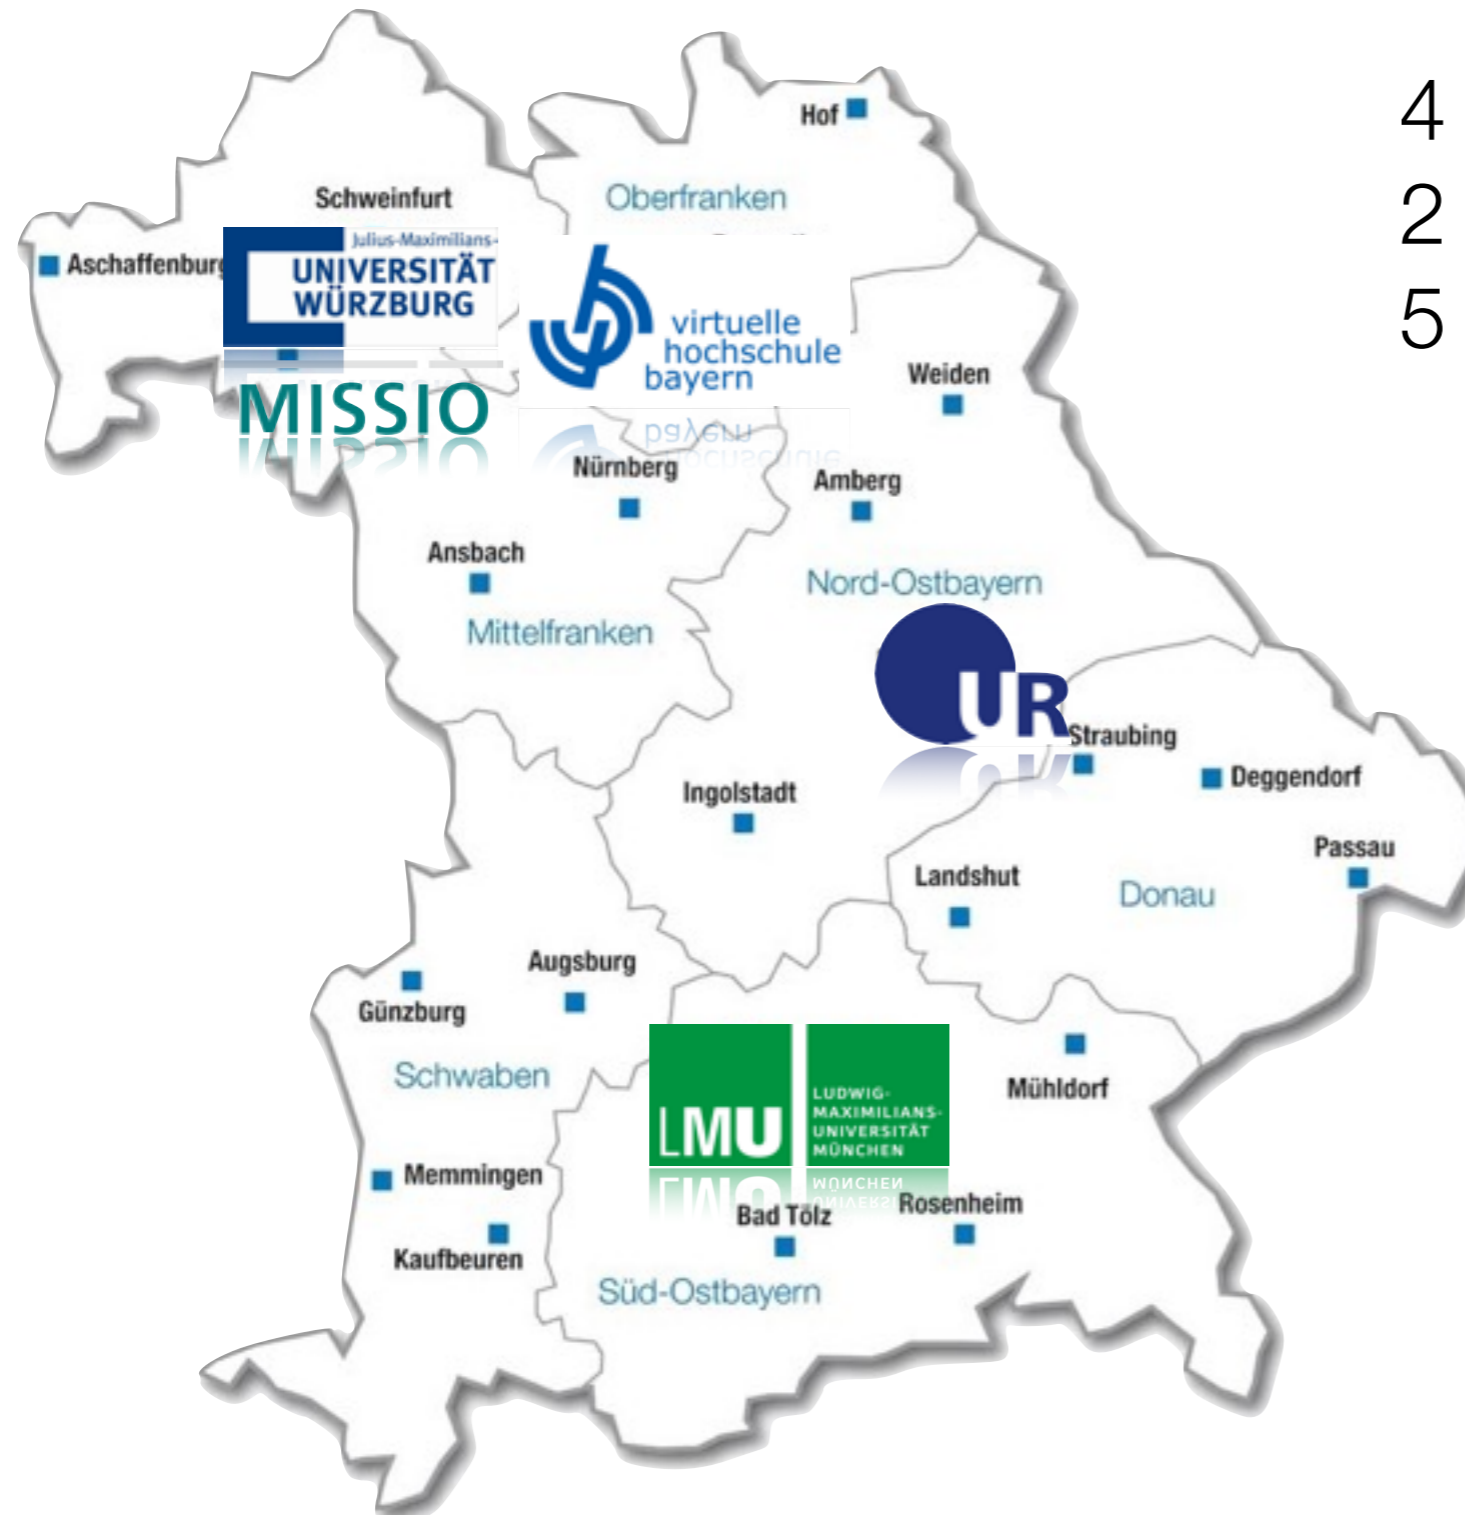 4
2
5
Hof
Oberfranken
Schweinfurt
Aschaffenburg
Julius-Maximilians-
UNIVERSITÄT
WÜRZBURG
MISSIO
virtuelle
hochschule
bayern
Weiden
Nürnberg
Amberg
Ansbach
Nord-Ostbayern
Mittelfranken
UR
Straubing
Deggendorf
Ingolstadt
Passau
Landshut
Donau
Augsburg
Günzburg
Schwaben
LMU
LUDWIG-
MAXIMILIANS-
UNIVERSITÄT
MÜNCHEN
Mühldorf
Memmingen
Rosenheim
Bad Tölz
Kaufbeuren
Süd-Ostbayern